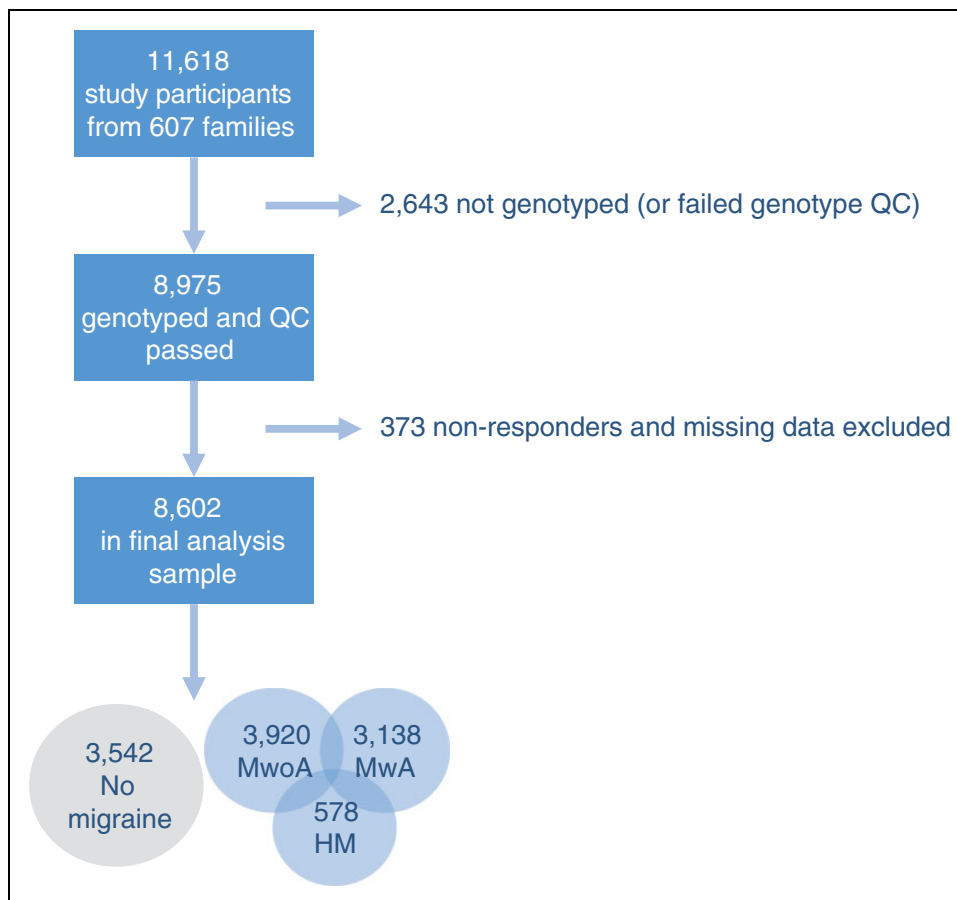 11,618
study participants
from 607 families
2,643 not genotyped (or failed genotype QC)
8,975
genotyped and QC
passed
373 non-responders and missing data excluded
8,602
in final analysis
sample
3,542
No
migraine
3,920
MwoA
3,138
MwA
578
HM